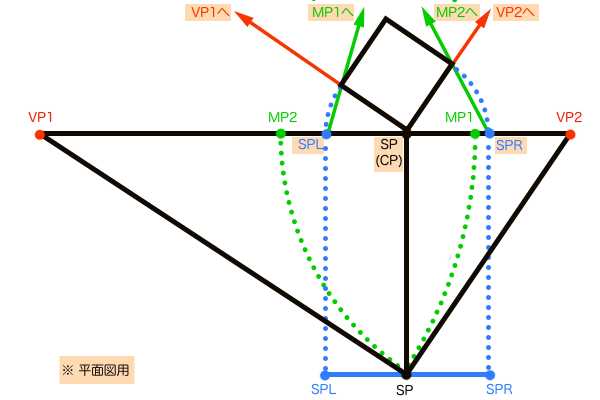 VP1へ
MP1へ
MP2へ
VP2へ
VP1
MP2
MP1
VP2
SPL
SP
(CP)
SPR
※ 平面図用
SPL
SP
SPR